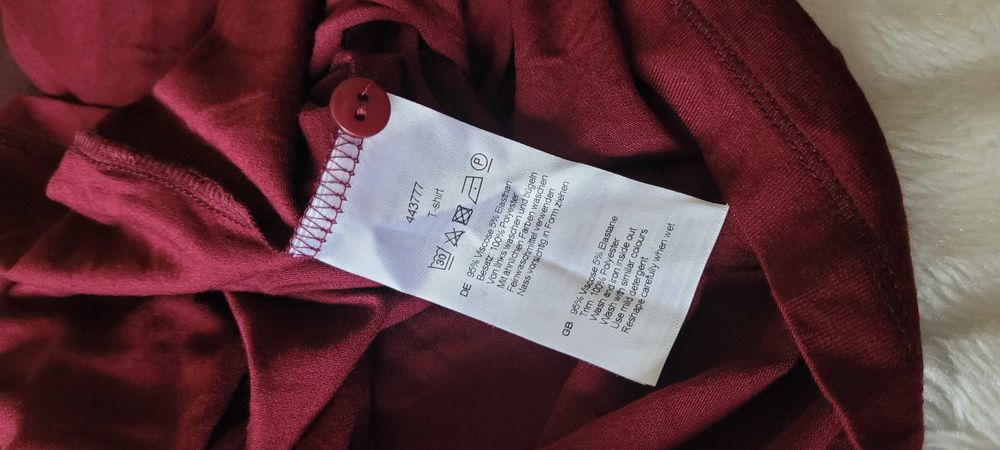 443777
T-shirt
30
P
DE 95% Viscose 5% Elasthan
Besatz: 100% Polyester
Von links waschen und bügeln
Mit ähnlichen Farben waschen
Feinwaschmittel verwenden
Nass vorsichtig in Form ziehen
GB 95% Viscose 5% Elastane
Trim: 100% Polyester
Wash and iron inside out
Wash with similar colours
Use mild detergent
Reshape carefully when wet